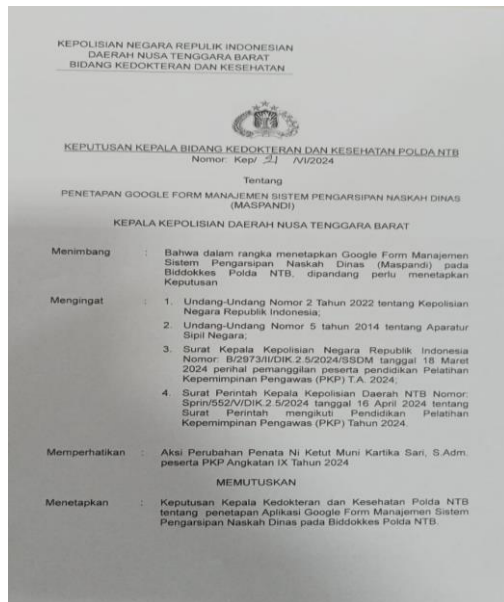 KEPOLISIAN NEGARA REPULIK INDONESIAN
DAERAH NUSA TENGGARA BARAT
BIDANG KEDOKTERAN DAN KESEHATAN
KEPUTUSAN KEPALA BIDANG KEDOKTERAN DAN KESEHATAN POLDA NTB
Nomor: Kep/ 21 /VI/2024
Tentang
PENETAPAN GOOGLE FORM MANAJEMEN SISTEM PENGARSIPAN NASKAH DINAS
(MASPANDI)
KEPALA KEPOLISIAN DAERAH NUSA TENGGARA BARAT
Menimbang : Bahwa dalam rangka menetapkan Google Form Manajemen
Sistem Pengarsipan Naskah Dinas (Maspandi) pada
Biddokkes Polda NTB, dipandang perlu menetapkan
Keputusan
Mengingat : 1. Undang-Undang Nomor 2 Tahun 2022 tentang Kepolisian
Negara Republik Indonesia;
2. Undang-Undang Nomor 5 tahun 2014 tentang Aparatur
Sipil Negara;
3. Surat Kepala Kepolisian Negara Republik Indonesia
Nomor: B/2973/II/DIK.2.5/2024/SSDM tanggal 18 Maret
2024 perihal pemanggilan peserta pendidikan Pelatihan
Kepemimpinan Pengawas (PKP) T.A. 2024;
4. Surat Perintah Kepala Kepolisian Daerah NTB Nomor:
Sprin/552/V/DIK.2.5/2024 tanggal 16 April 2024 tentang
Surat Perintah mengikuti Pendidikan Pelatihan
Kepemimpinan Pengawas (PKP) Tahun 2024.
Memperhatikan : Aksi Perubahan Penata Ni Ketut Muni Kartika Sari, S.Adm.
peserta PKP Angkatan IX Tahun 2024
MEMUTUSKAN
Menetapkan : Keputusan Kepala Kedokteran dan Kesehatan Polda NTB
tentang penetapan Aplikasi Google Form Manajemen Sistem
Pengarsipan Naskah Dinas pada Biddokkes Polda NTB.